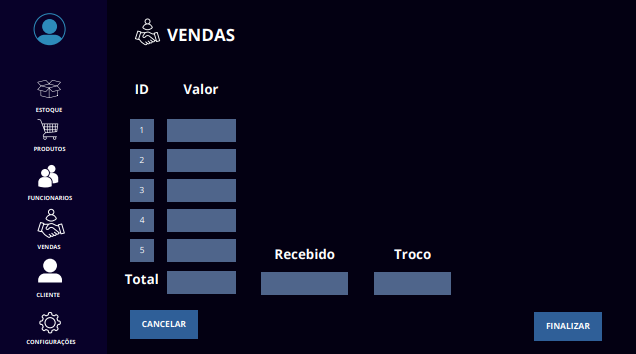 VENDAS
ID Valor
ESTOQUE
1
PRODUTOS
2
3
FUNCIONARIOS
4
VENDAS
5
Recebido Troco
Total
CLIENTE
CANCELAR
FINALIZAR
CONFIGURAÇÕES